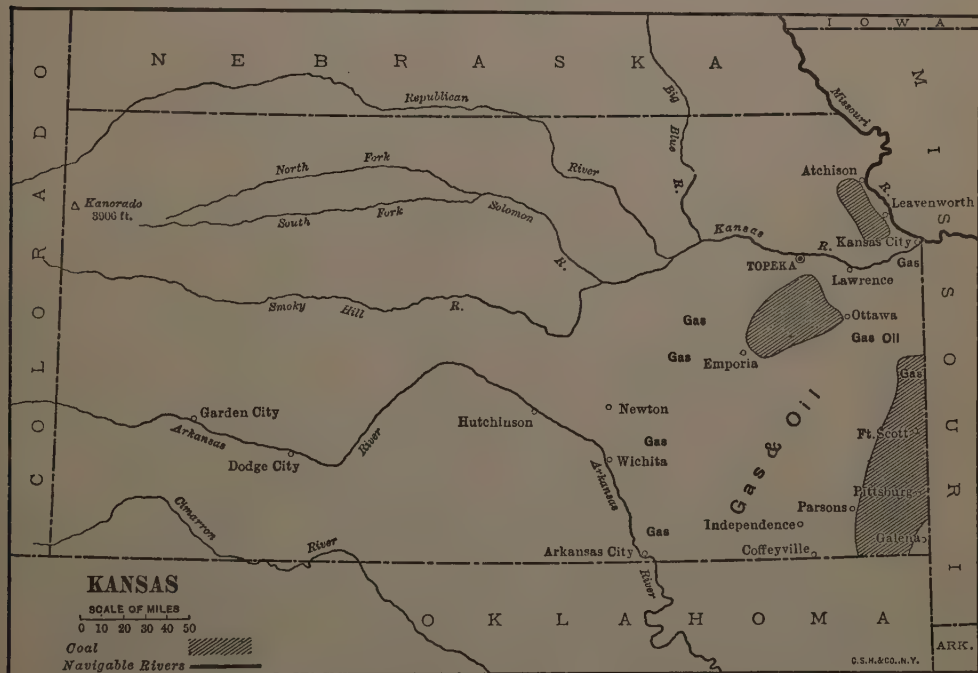 IOWA
NEBRASKA
COLORADO
MISSOURI
Republican
River
Big
Blue
R.
Missouri
R.
Atchison
Leavenworth
Kansas City
Kanorado
3906 ft.
North Fork
South Fork
Solomon
R.
Kansas
R.
TOPEKA
Lawrence
Gas
Smoky Hill R.
Gas
Ottawa
Gas Oil
Gas
Emporia
Gas
Garden City
Arkansas
River
Dodge City
Hutchinson
Newton
Gas
Wichita
Arkansas
River
Gas & Oil
Ft. Scott
Pittsburg
Parsons
Independence
Galena
Gas
Arkansas City
Coffeyville
Cimarron
River
KANSAS
SCALE OF MILES
0 10 20 30 40 50
Coal
Navigable Rivers
OKLAHOMA
ARK.
C.S.H.& CO., N.Y.